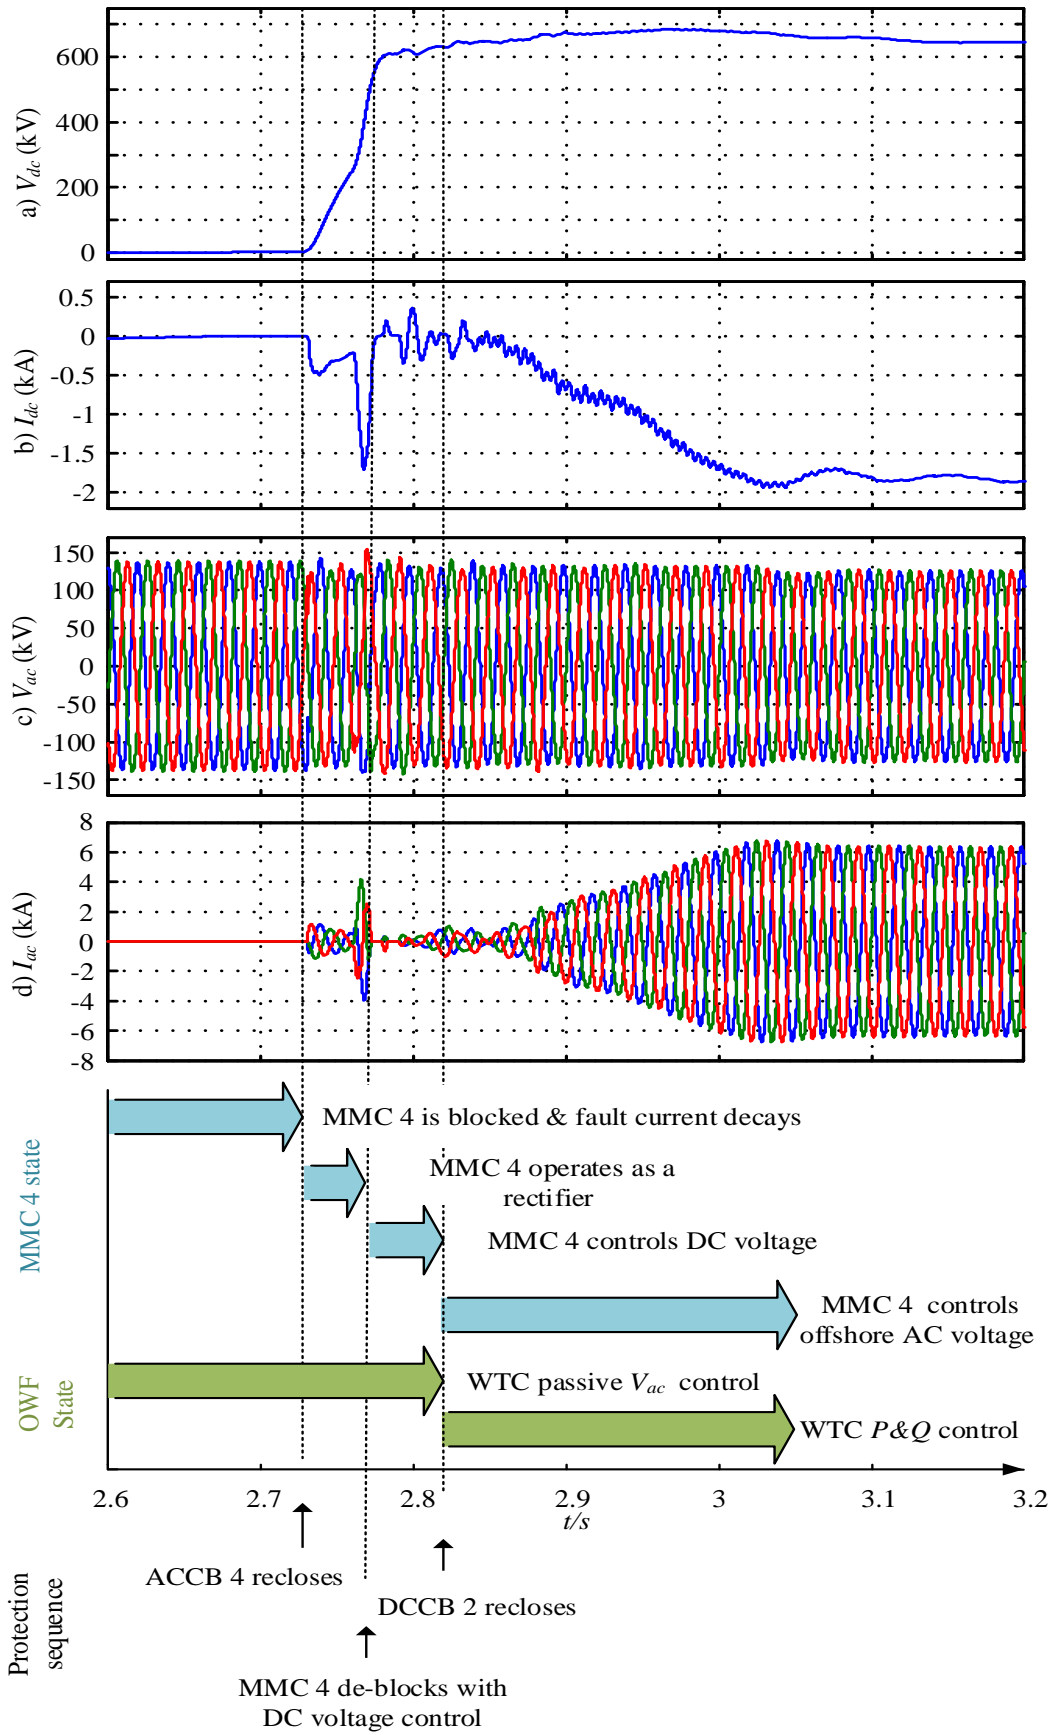 a) Vdc (kV)
600
400
200
0
b) Idc (kA)
0.5
0
-0.5
-1
-1.5
-2
c) Vac (kV)
150
100
50
0
-50
-100
-150
d) Iac (kA)
8
6
4
2
0
-2
-4
-6
-8
MMC 4 state
MMC 4 is blocked & fault current decays
MMC 4 operates as a
rectifier
MMC 4 controls DC voltage
MMC 4 controls
offshore AC voltage
OWF
State
WTC passive Vac control
WTC P&Q control
2.6 2.7 2.8 2.9 3 3.1 3.2
t/s
Protection
sequence
ACCB 4 recloses
DCCB 2 recloses
MMC 4 de-blocks with
DC voltage control